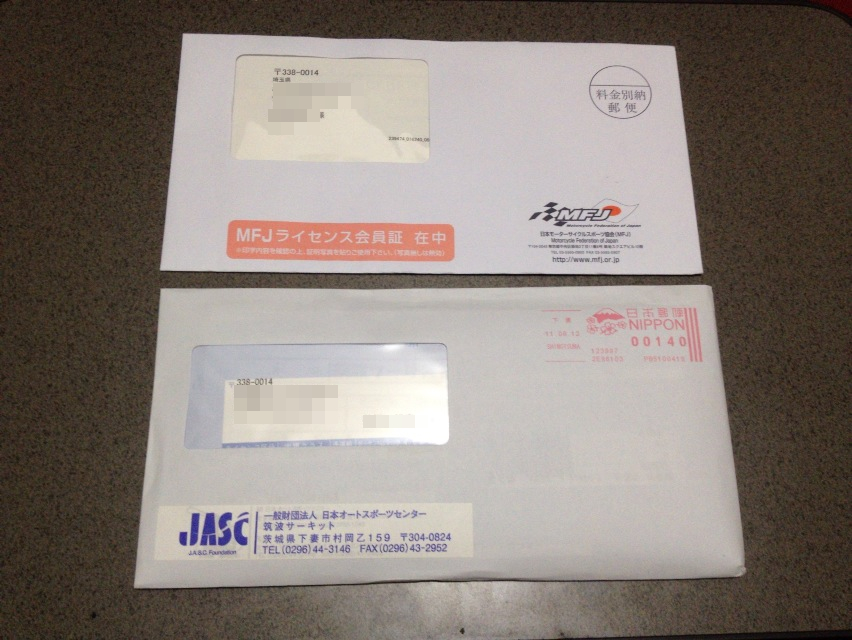 〒338-0014
埼玉県
料金別納
郵便
MFJ
Motorcycle Federation of Japan
日本モーターサイクルスポーツ協会(MFJ)
Motorcycle Federation of Japan
http://www.mfj.or.jp
MFJライセンス会員証 在中
日本郵便
NIPPON
00140
〒338-0014
JASC
J.A.S.C. Foundation
一般財団法人 日本オートスポーツセンター
筑波サーキット
茨城県下妻市村岡乙159 〒304-0824
TEL(0296)44-3146 FAX(0296)43-2952